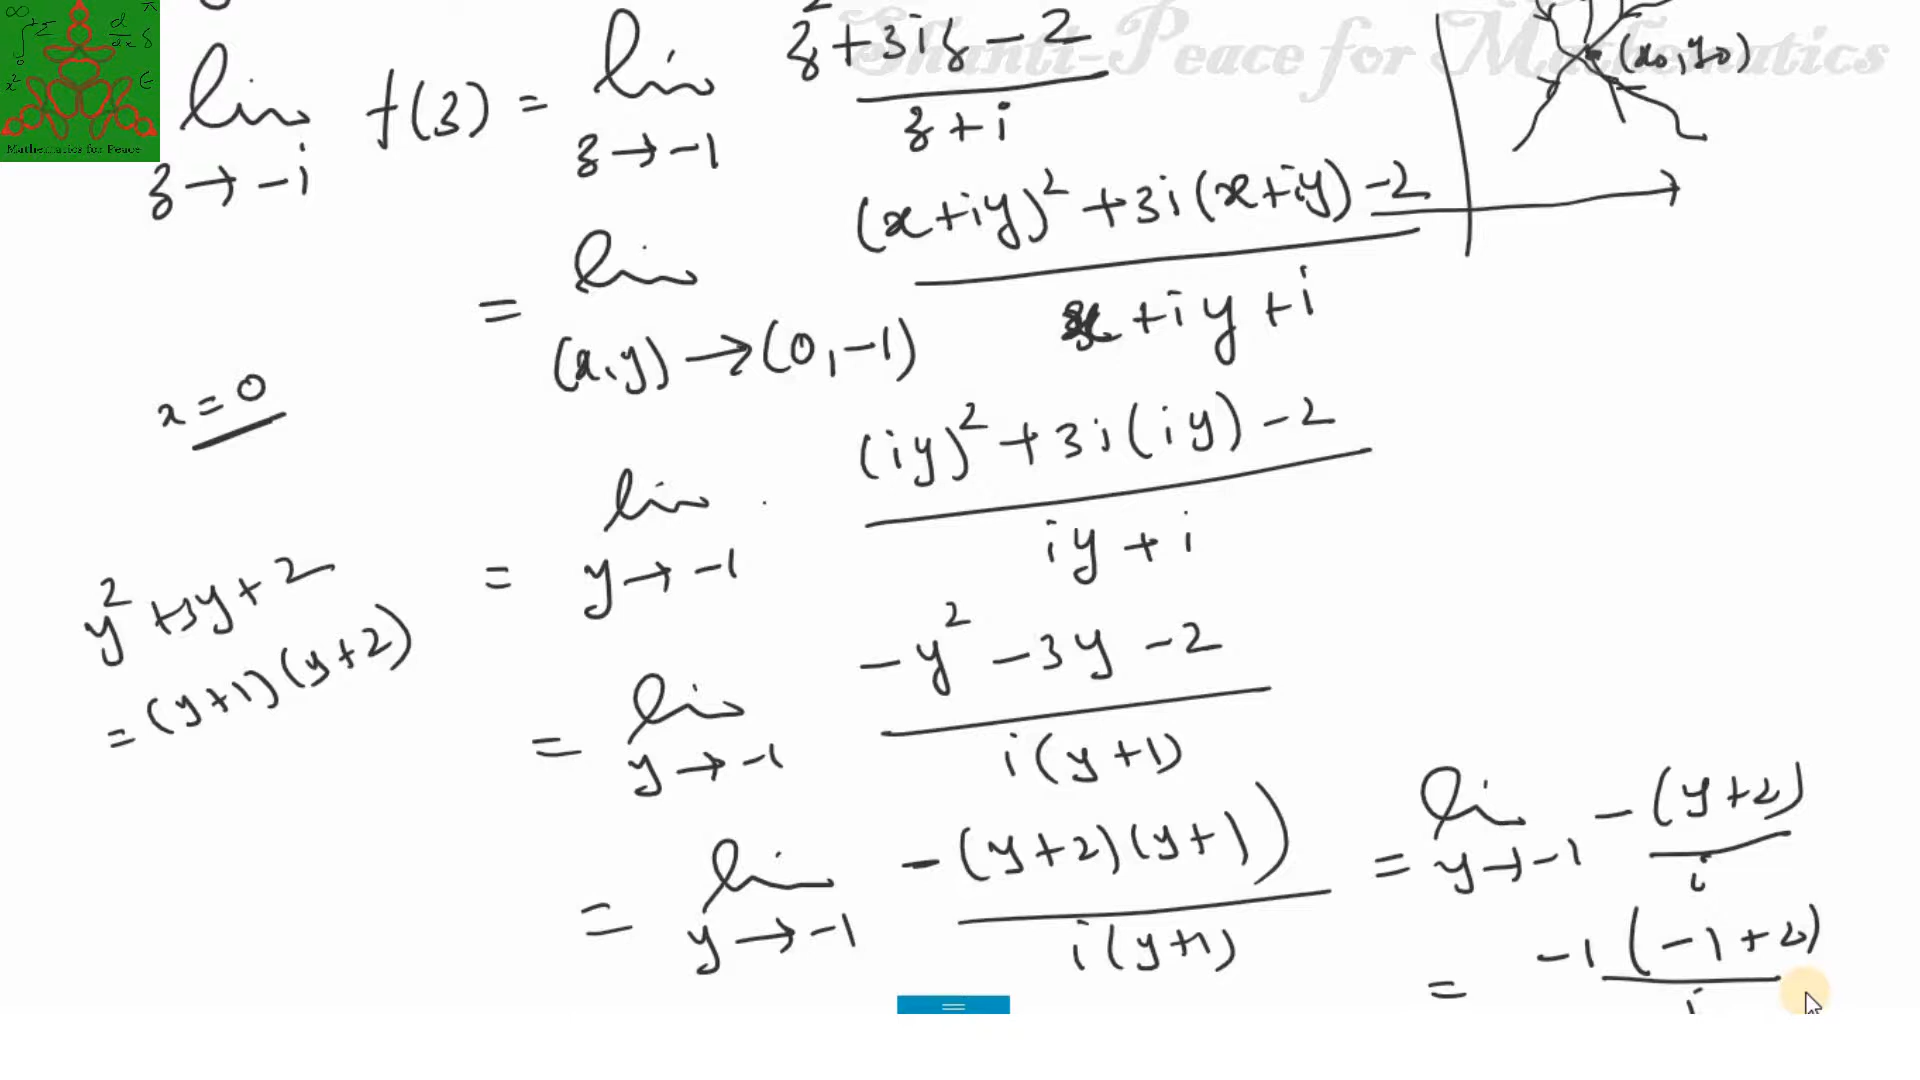 Shanti-Peace for Mathematics
∞ π
∫ d/dx
x² ∈
Mathematics for Peace
lim z→-i f(z) = lim z→-1 (z²+3iz-2)/(z+i)
(x₀,y₀)
= lim (x,y)→(0,-1) ((x+iy)²+3i(x+iy)-2)/(x+iy+i)
x=0
= lim y→-1 ((iy)²+3i(iy)-2)/(iy+i)
y²+3y+2
=(y+1)(y+2)
= lim y→-1 (-y²-3y-2)/(i(y+1))
= lim y→-1 (-(y+2)(y+1))/(i(y+1)) = lim y→-1 -(y+2)/i
= -1(-1+2)/i